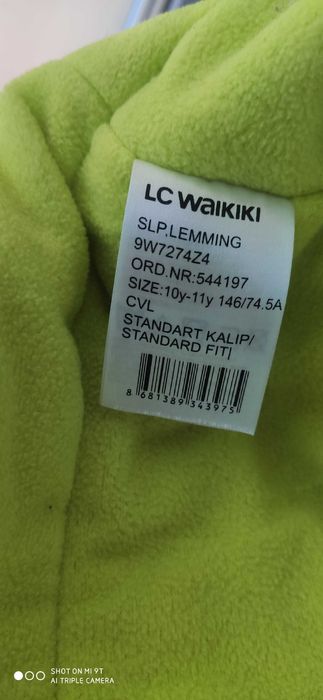 LC WAIKIKI
SLP.LEMMING
9W7274Z4
ORD.NR:544197
SIZE:10y-11y 146/74.5A
CVL
STANDART KALIP/
STANDARD FIT|
8 681389 343975
SHOT ON MI 9T
AI TRIPLE CAMERA